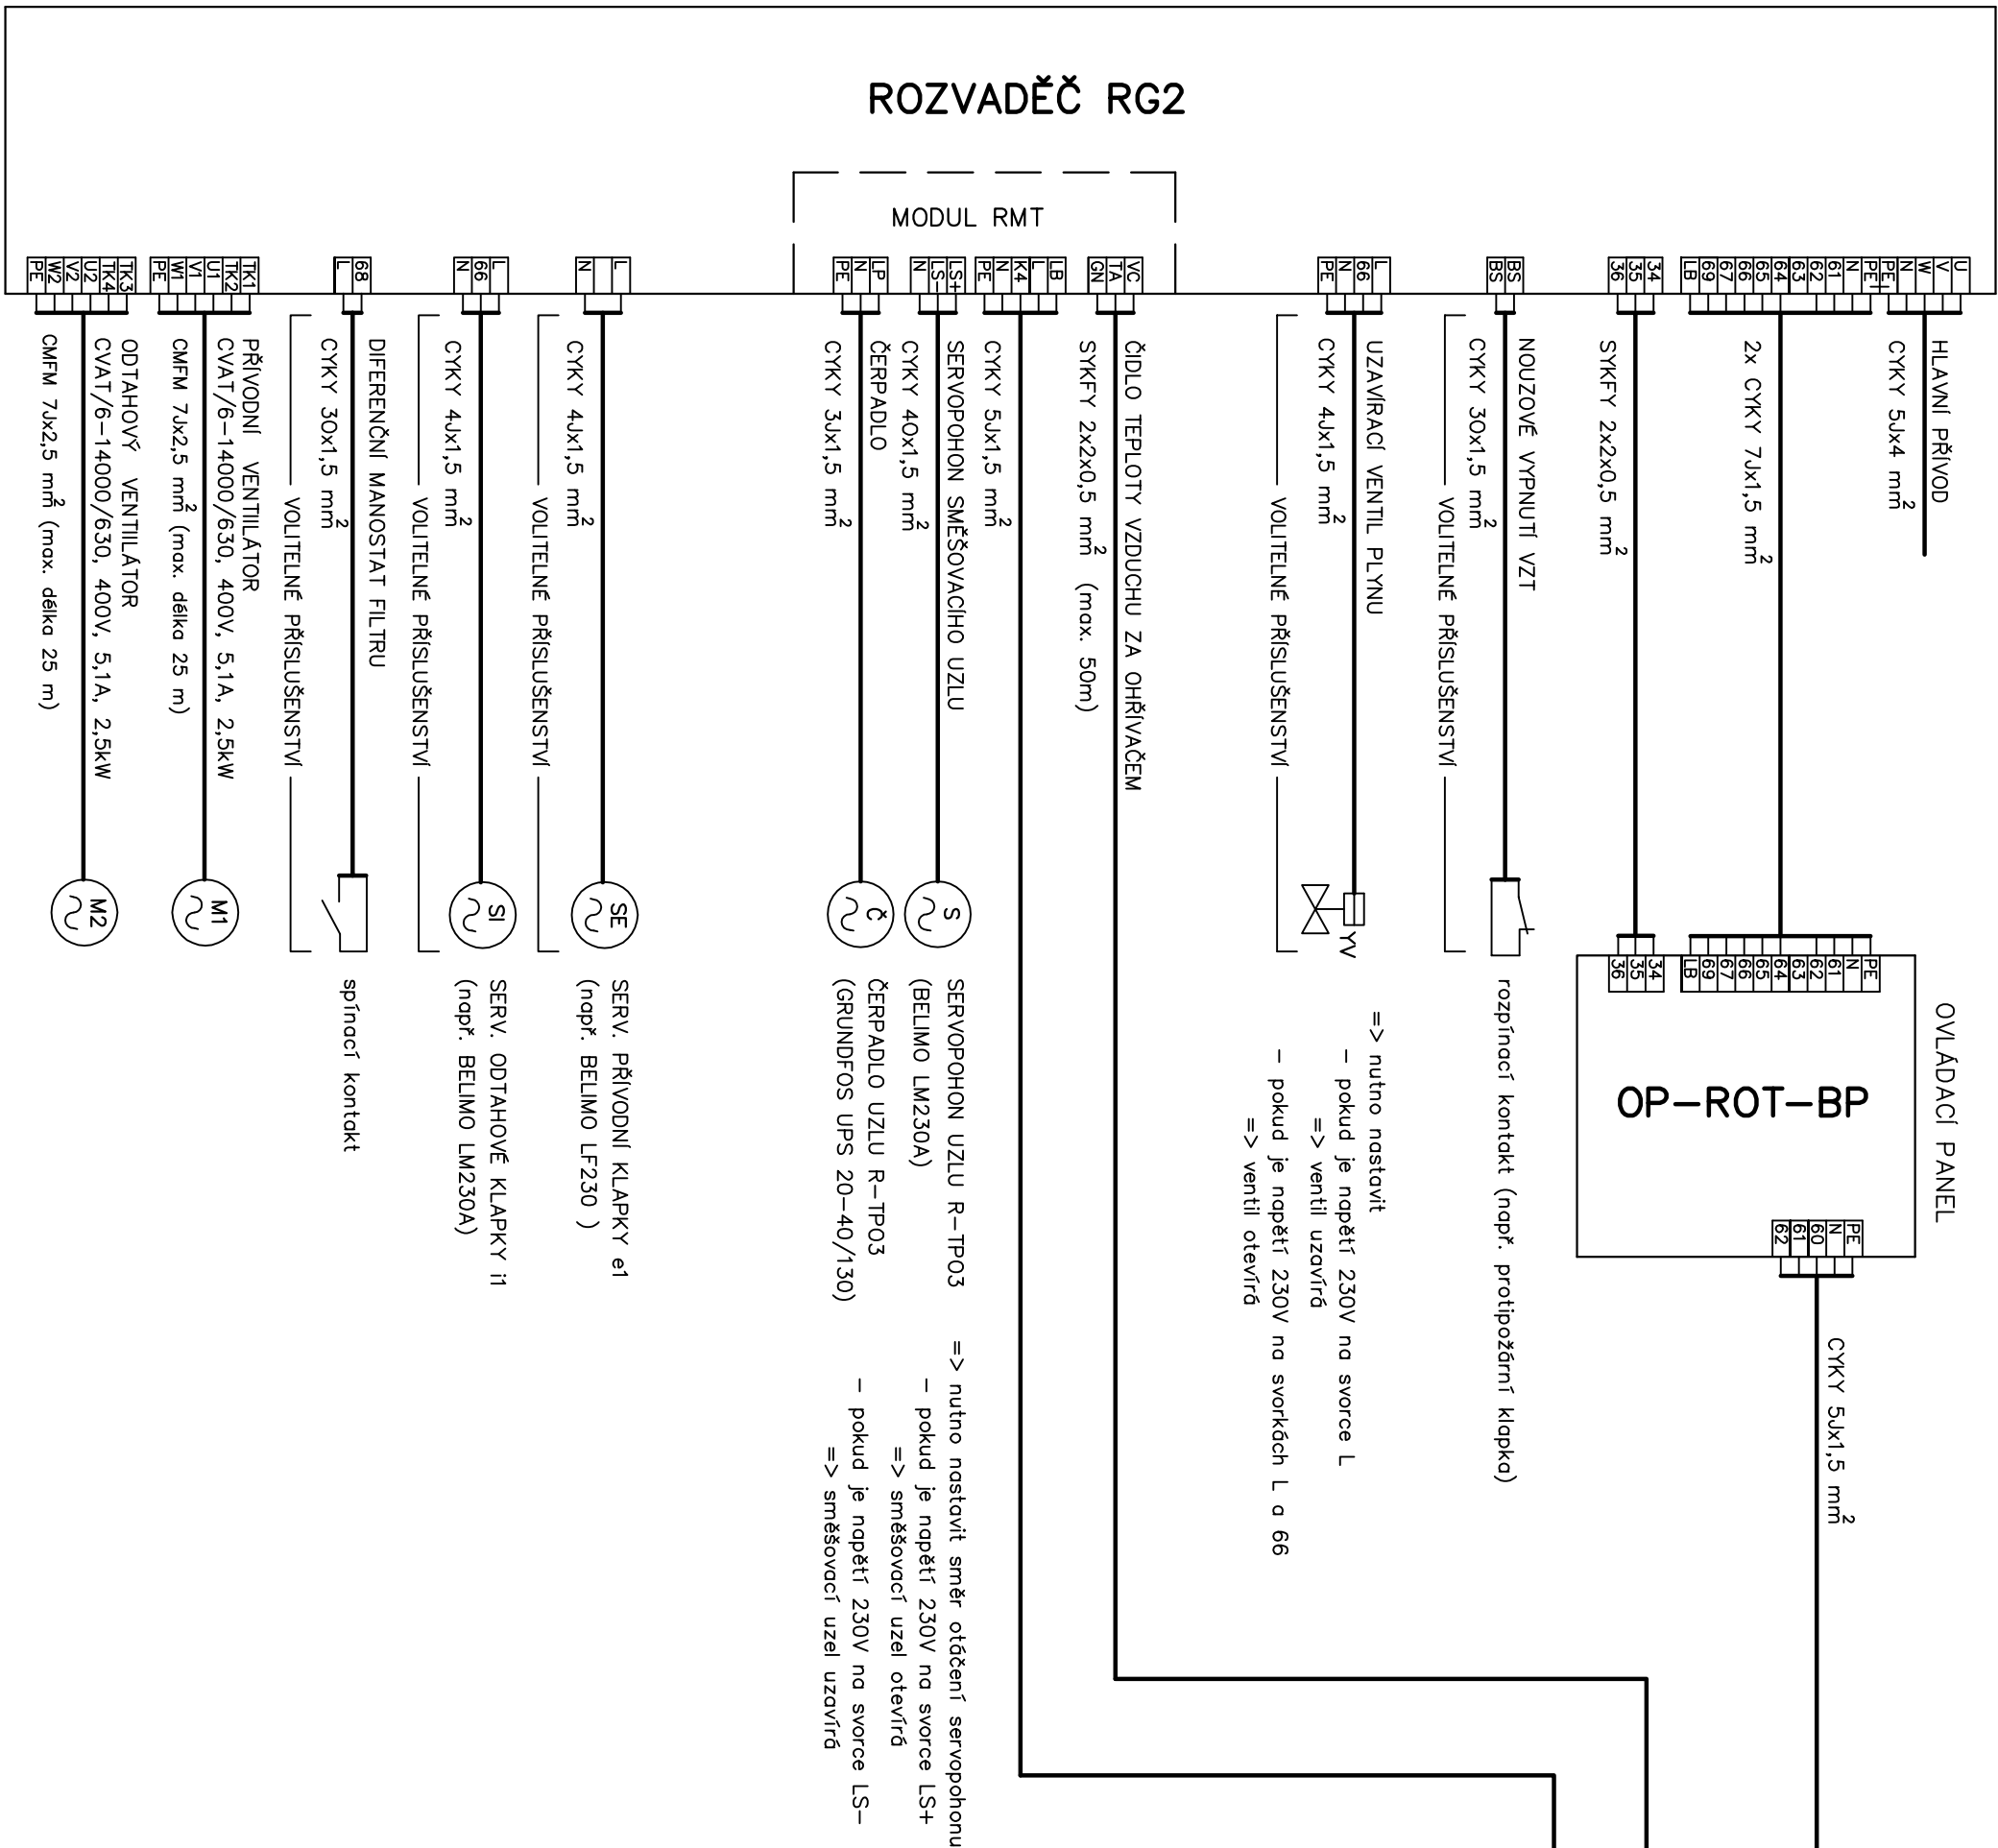 ROZVADĚČ RG2
MODUL RMT
PE
W2
V2
U2
TK4
TK3
PE
W1
V1
U1
TK2
TK1
L
68
N
66
L
N
L
PE
N
LP
N
LS-
LS+
PE
N
K4
L
LB
GN
TA
VC
PE
N
66
L
BS
BS
36
35
34
LB
69
67
66
65
64
63
62
61
N
PE
PE
N
W
V
U
HLAVNÍ PŘÍVOD
CYKY 5Jx4 mm²
2x CYKY 7Jx1,5 mm²
SYKFY 2x2x0,5 mm²
NOUZOVÉ VYPNUTÍ VZT
CYKY 3Ox1,5 mm²
VOLITELNÉ PŘÍSLUŠENSTVÍ
UZAVÍRACÍ VENTIL PLYNU
CYKY 4Jx1,5 mm²
VOLITELNÉ PŘÍSLUŠENSTVÍ
ČIDLO TEPLOTY VZDUCHU ZA OHŘÍVAČEM
SYKFY 2x2x0,5 mm² (max. 50m)
CYKY 5Jx1,5 mm²
SERVOPOHON SMĚŠOVACÍHO UZLU
CYKY 4Ox1,5 mm²
ČERPADLO
CYKY 3Jx1,5 mm²
CYKY 4Jx1,5 mm²
VOLITELNÉ PŘÍSLUŠENSTVÍ
CYKY 4Jx1,5 mm²
VOLITELNÉ PŘÍSLUŠENSTVÍ
DIFERENČNÍ MANOSTAT FILTRU
CYKY 3Ox1,5 mm²
VOLITELNÉ PŘÍSLUŠENSTVÍ
PŘÍVODNÍ VENTIILÁTOR
CVAT/6-14000/630, 400V, 5,1A, 2,5kW
CMFM 7Jx2,5 mm² (max. délka 25 m)
ODTAHOVÝ VENTIILÁTOR
CVAT/6-14000/630, 400V, 5,1A, 2,5kW
CMFM 7Jx2,5 mm² (max. délka 25 m)
M2
M1
SI
SE
Č
S
YV
36
35
34
LB
69
67
66
65
64
63
62
61
N
PE
OVLÁDACÍ PANEL
OP-ROT-BP
62
61
60
N
PE
CYKY 5Jx1,5 mm²
rozpínací kontakt (např. protipožární klapka)
=> nutno nastavit
- pokud je napětí 230V na svorce L
=> ventil uzavírá
- pokud je napětí 230V na svorkách L a 66
=> ventil otevírá
SERVOPOHON UZLU R-TPO3
(BELIMO LM230A)
ČERPADLO UZLU R-TPO3
(GRUNDFOS UPS 20-40/130)
=> nutno nastavit směr otáčení servopohonu
- pokud je napětí 230V na svorce LS+
=> směšovací uzel otevírá
- pokud je napětí 230V na svorce LS-
=> směšovací uzel uzavírá
SERV. PŘÍVODNÍ KLAPKY e1
(např. BELIMO LF230 )
SERV. ODTAHOVÉ KLAPKY i1
(např. BELIMO LM230A)
spínací kontakt